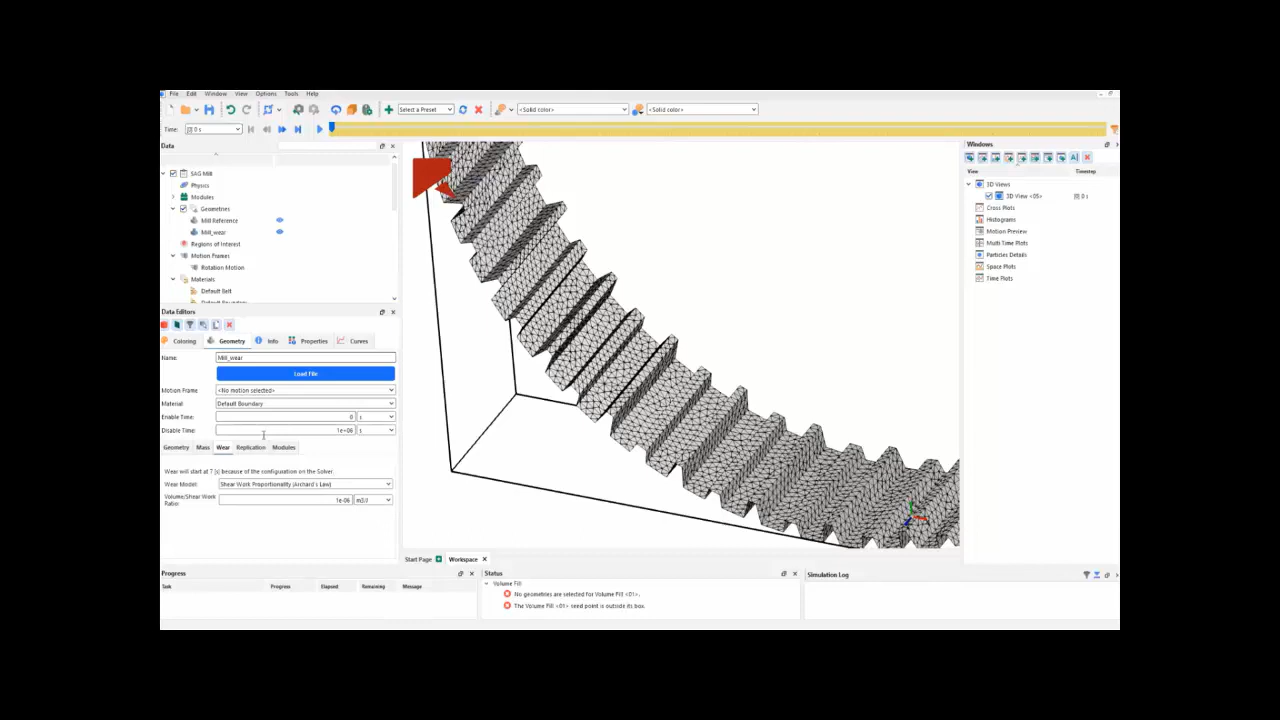 File Edit Window View Options Tools Help
Select a Preset <Solid color> <Solid color>
Time: [0] 0 s
Data
SAG Mill
Physics
Modules
Geometries
Mill Reference
Mill_wear
Regions of Interest
Motion Frames
Rotation Motion
Materials
Default Belt
Default Boundary
Data Editors
Coloring Geometry Info Properties Curves
Name: Mill_wear
Load File
Motion Frame: <No motion selected>
Material: Default Boundary
Enable Time: 0 s
Disable Time: 1e+06 s
Geometry Mass Wear Replication Modules
Wear will start at 7 [s] because of the configuration on the Solver.
Wear Model: Shear Work Proportionality (Archard's Law)
Volume/Shear Work Ratio: 1e-06 m3/J
Start Page Workspace
Windows
View Timestep
3D Views
3D View <05> [0] 0 s
Cross Plots
Histograms
Motion Preview
Multi Time Plots
Particles Details
Space Plots
Time Plots
Progress
Task Progress Elapsed Remaining Message
Status
Volume Fill
No geometries are selected for Volume Fill <01>.
The Volume Fill <01> seed point is outside its box.
Simulation Log